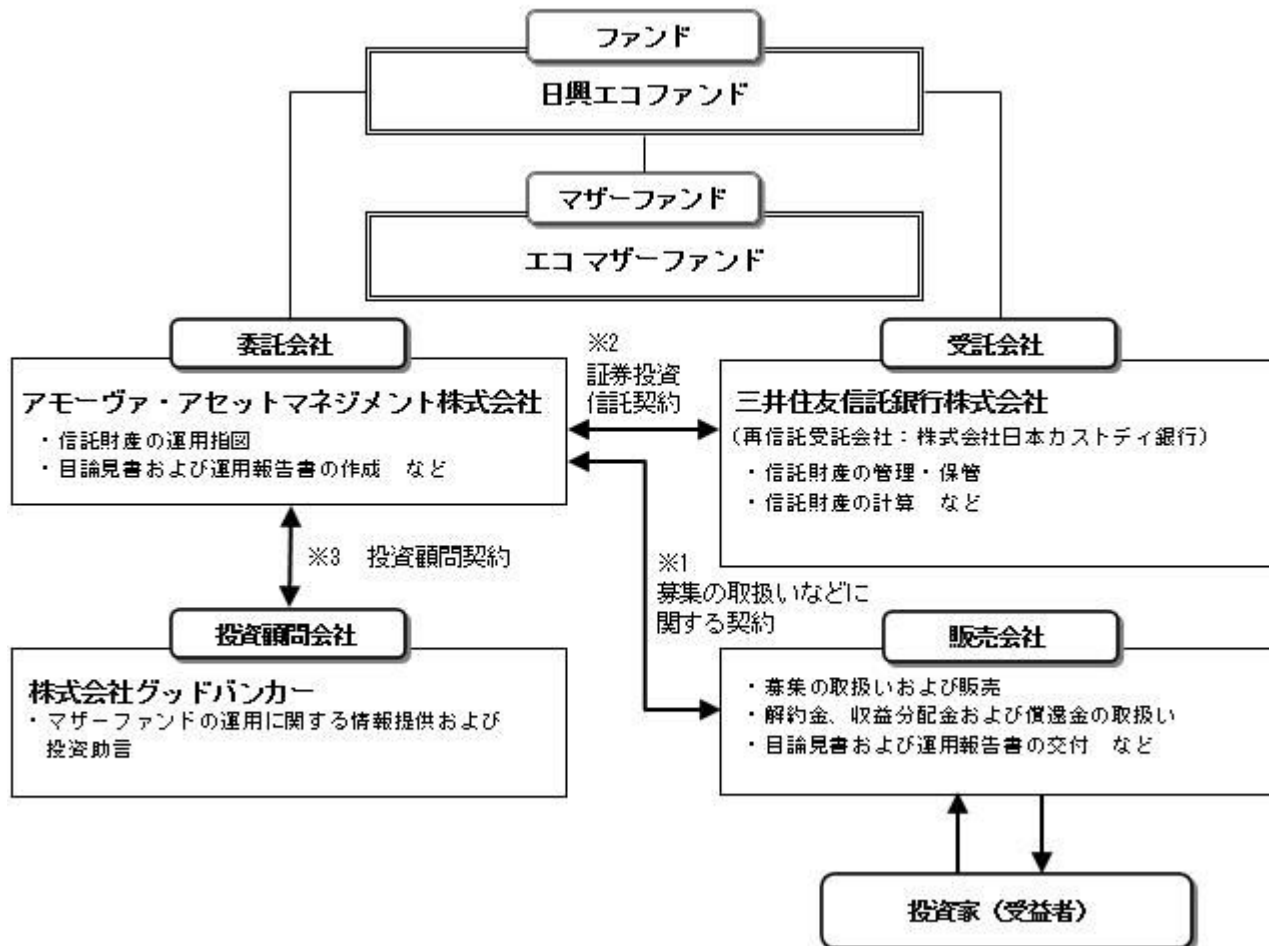 ファンド
日興エコファンド
マザーファンド
エコ マザーファンド
委託会社
アモーヴァ・アセットマネジメント株式会社
・信託財産の運用指図
・目論見書および運用報告書の作成 など
※2
証券投資
信託契約
受託会社
三井住友信託銀行株式会社
（再信託受託会社：株式会社日本カストディ銀行）
・信託財産の管理・保管
・信託財産の計算 など
※3 投資顧問契約
※1
募集の取扱いなどに
関する契約
投資顧問会社
株式会社グッドバンカー
・マザーファンドの運用に関する情報提供および
投資助言
販売会社
・募集の取扱いおよび販売
・解約金、収益分配金および償還金の取扱い
・目論見書および運用報告書の交付 など
投資家（受益者）